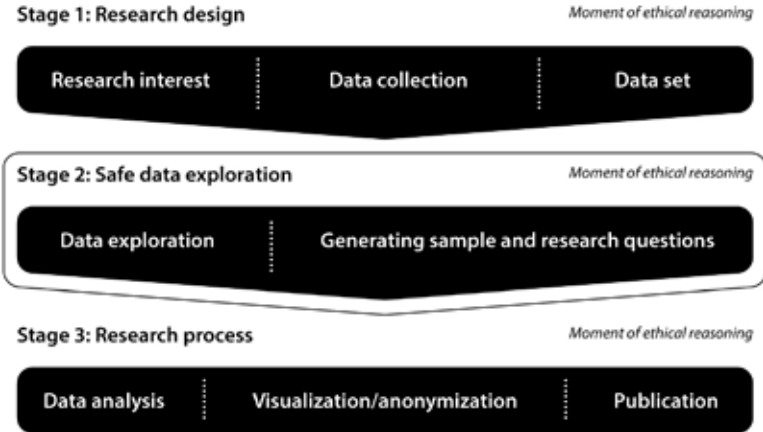 Stage 1: Research design Moment of ethical reasoning
Research interest Data collection Data set
Stage 2: Safe data exploration Moment of ethical reasoning
Data exploration Generating sample and research questions
Stage 3: Research process Moment of ethical reasoning
Data analysis Visualization/anonymization Publication